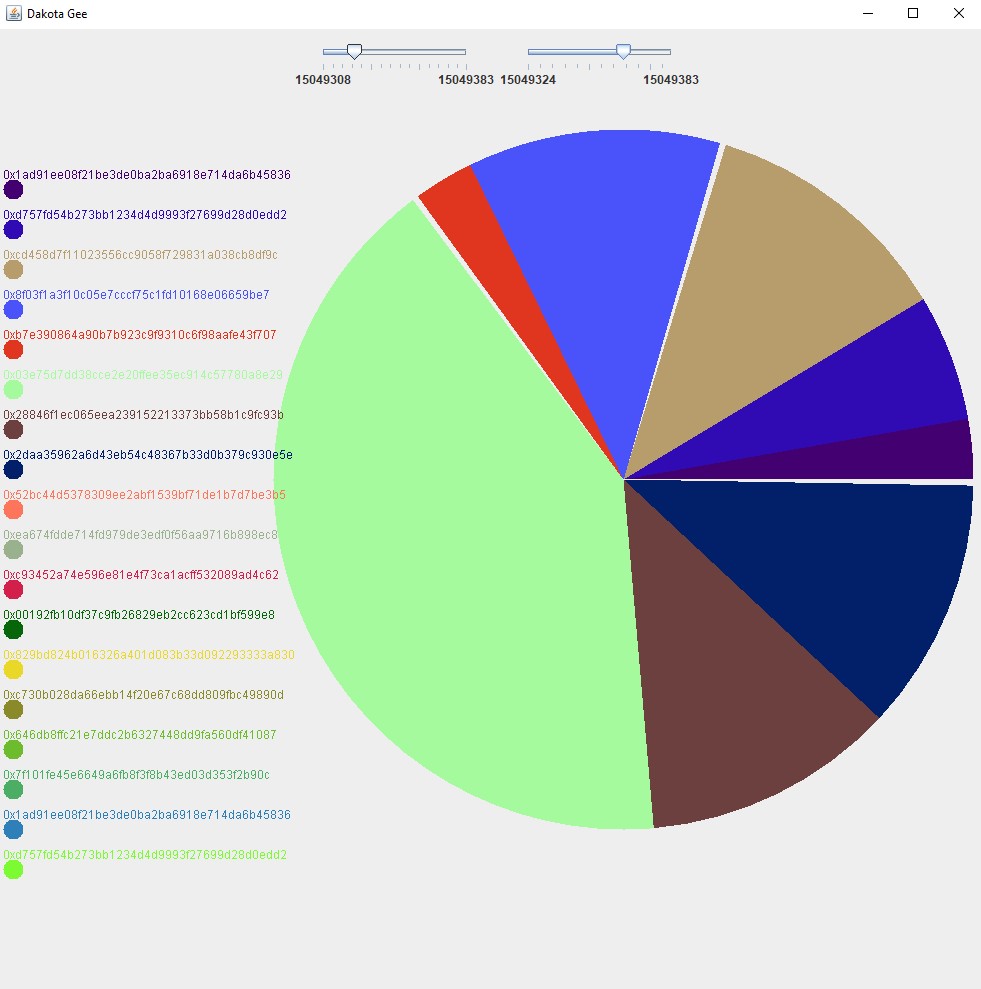 Dakota Gee
15049308 15049383 15049324 15049383
0x1ad91ee08f21be3de0ba2ba6918e714da6b45836
0xd757fd54b273bb1234d4d9993f27699d28d0edd2
0xcd458d7f11023556cc9058f729831a038cb8df9c
0x8f03f1a3f10c05e7cccf75c1fd10168e06659be7
0xb7e390864a90b7b923c9f9310c6f98aafe43f707
0x03e75d7dd38cce2e20ffee35ec914c57780a8e29
0x28846f1ec065eea239152213373bb58b1c9fc93b
0x2daa35962a6d43eb54c48367b33d0b379c930e5e
0x52bc44d5378309ee2abf1539bf71de1b7d7be3b5
0xea674fdde714fd979de3edf0f56aa9716b898ec8
0xc93452a74e596e81e4f73ca1acff532089ad4c62
0x00192fb10df37c9fb26829eb2cc623cd1bf599e8
0x829bd824b016326a401d083b33d092293333a830
0xc730b028da66ebb14f20e67c68dd809fbc49890d
0x646db8ffc21e7ddc2b6327448dd9fa560df41087
0x7f101fe45e6649a6fb8f3f8b43ed03d353f2b90c
0x1ad91ee08f21be3de0ba2ba6918e714da6b45836
0xd757fd54b273bb1234d4d9993f27699d28d0edd2